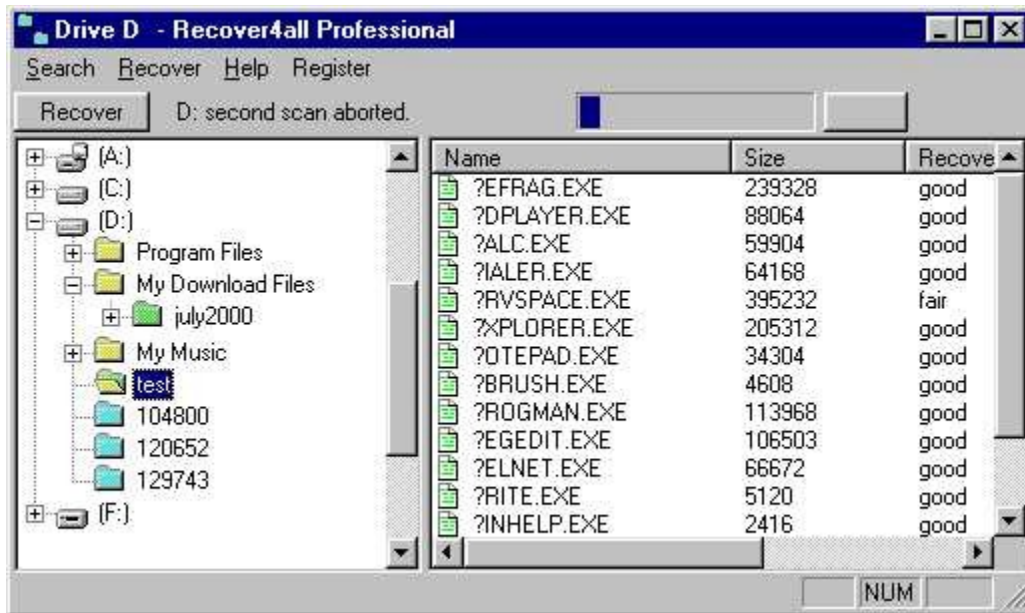 Drive D - Recover4all Professional
Search Recover Help Register
Recover D: second scan aborted.
(A:)
(C:)
(D:)
Program Files
My Download Files
july2000
My Music
test
104800
120652
129743
(F:)
Name Size Recove
?EFRAG.EXE 239328 good
?DPLAYER.EXE 88064 good
?ALC.EXE 59904 good
?IALER.EXE 64168 good
?RVSPACE.EXE 395232 fair
?XPLORER.EXE 205312 good
?OTEPAD.EXE 34304 good
?BRUSH.EXE 4608 good
?ROGMAN.EXE 113968 good
?EGEDIT.EXE 106503 good
?ELNET.EXE 66672 good
?RITE.EXE 5120 good
?INHELP.EXE 2416 good
NUM